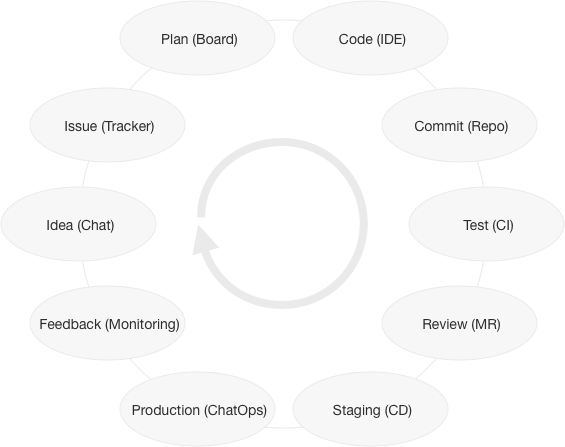 Plan (Board)
Code (IDE)
Issue (Tracker)
Commit (Repo)
Idea (Chat)
Test (CI)
Feedback (Monitoring)
Review (MR)
Production (ChatOps)
Staging (CD)